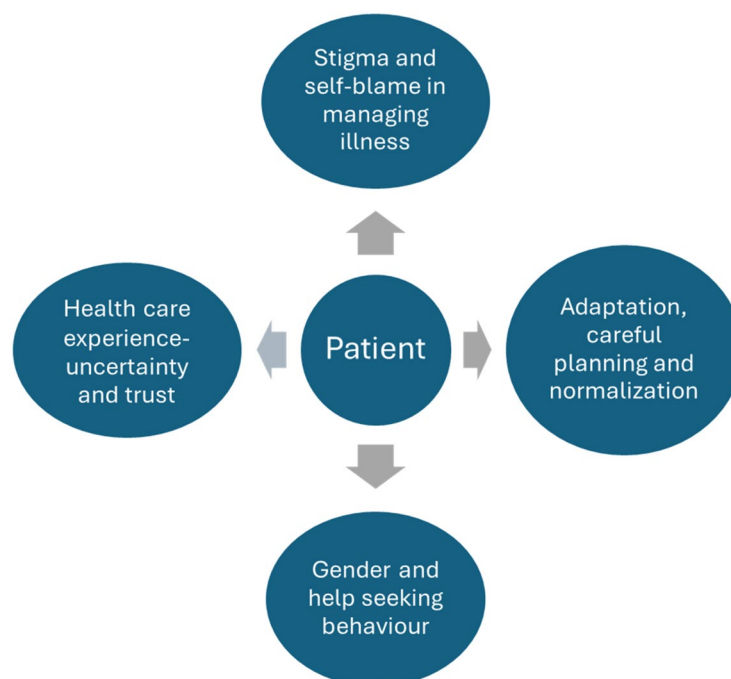 Stigma and
self-blame in
managing
illness
Health care
experience-
uncertainty
and trust
Patient
Adaptation,
careful
planning and
normalization
Gender and
help seeking
behaviour